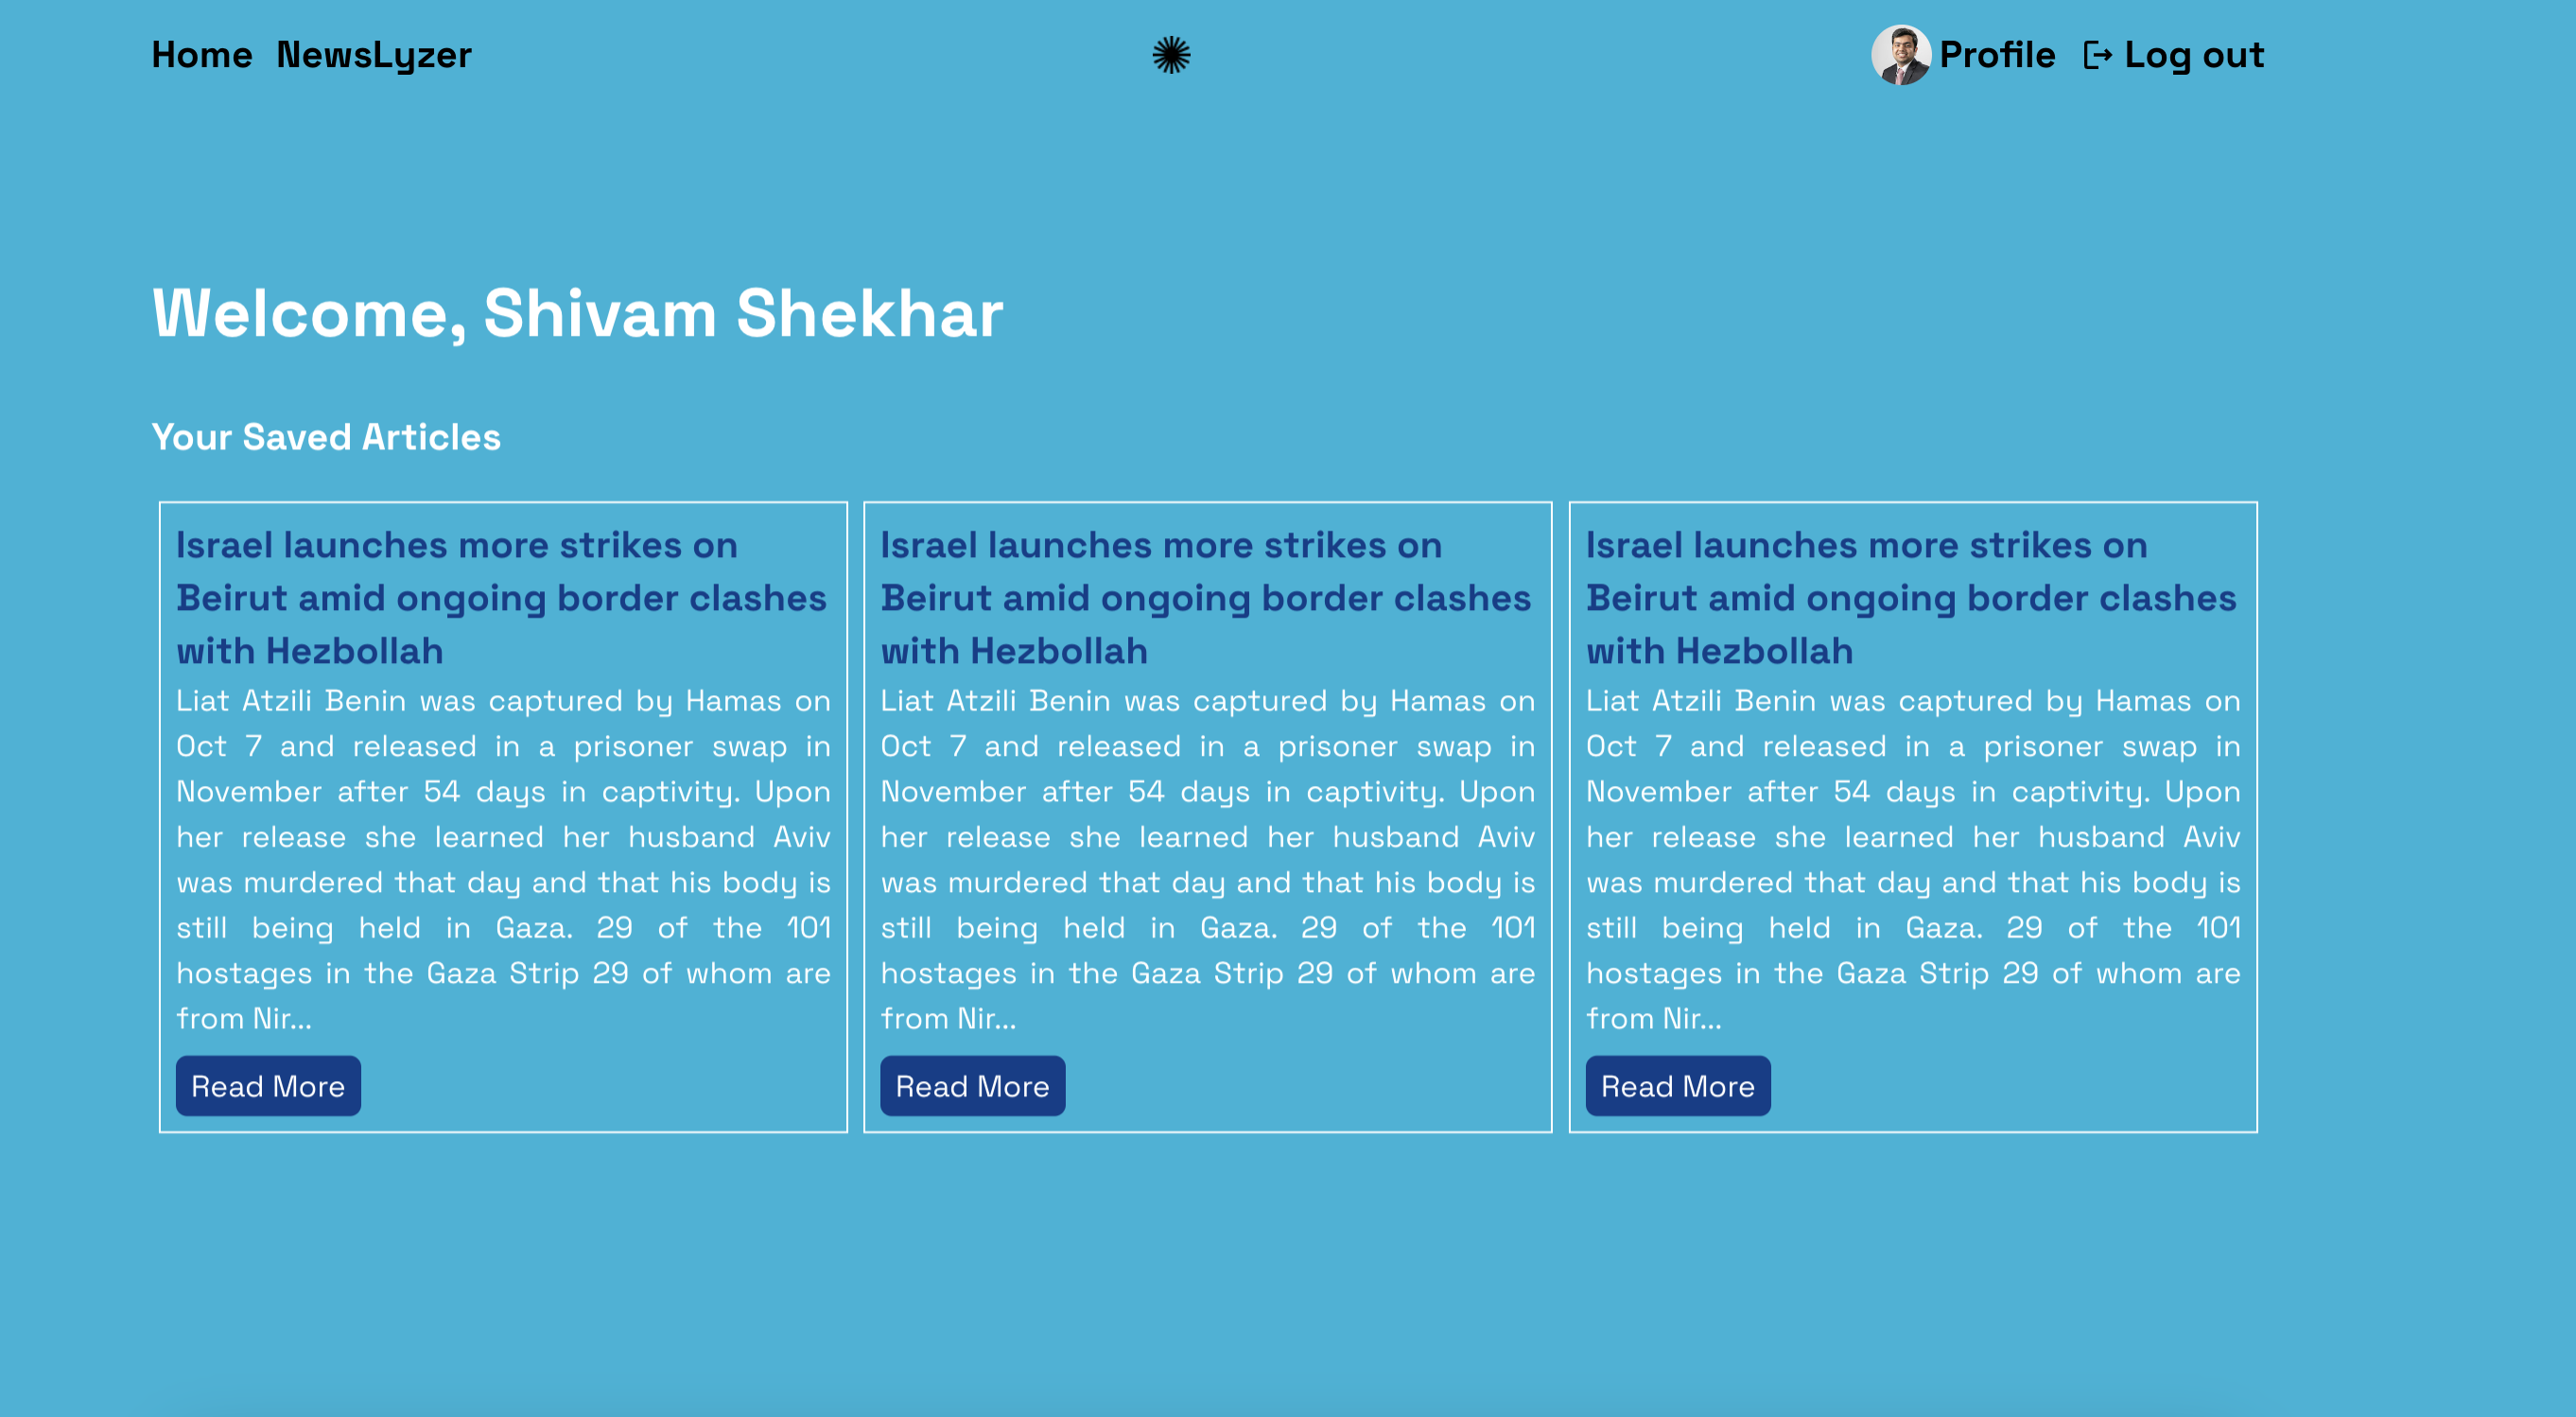 Home NewsLyzer
Profile Log out
Welcome, Shivam Shekhar
Your Saved Articles
Israel launches more strikes on
Beirut amid ongoing border clashes
with Hezbollah
Liat Atzili Benin was captured by Hamas on
Oct 7 and released in a prisoner swap in
November after 54 days in captivity. Upon
her release she learned her husband Aviv
was murdered that day and that his body is
still being held in Gaza. 29 of the 101
hostages in the Gaza Strip 29 of whom are
from Nir...
Read More
Israel launches more strikes on
Beirut amid ongoing border clashes
with Hezbollah
Liat Atzili Benin was captured by Hamas on
Oct 7 and released in a prisoner swap in
November after 54 days in captivity. Upon
her release she learned her husband Aviv
was murdered that day and that his body is
still being held in Gaza. 29 of the 101
hostages in the Gaza Strip 29 of whom are
from Nir...
Read More
Israel launches more strikes on
Beirut amid ongoing border clashes
with Hezbollah
Liat Atzili Benin was captured by Hamas on
Oct 7 and released in a prisoner swap in
November after 54 days in captivity. Upon
her release she learned her husband Aviv
was murdered that day and that his body is
still being held in Gaza. 29 of the 101
hostages in the Gaza Strip 29 of whom are
from Nir...
Read More